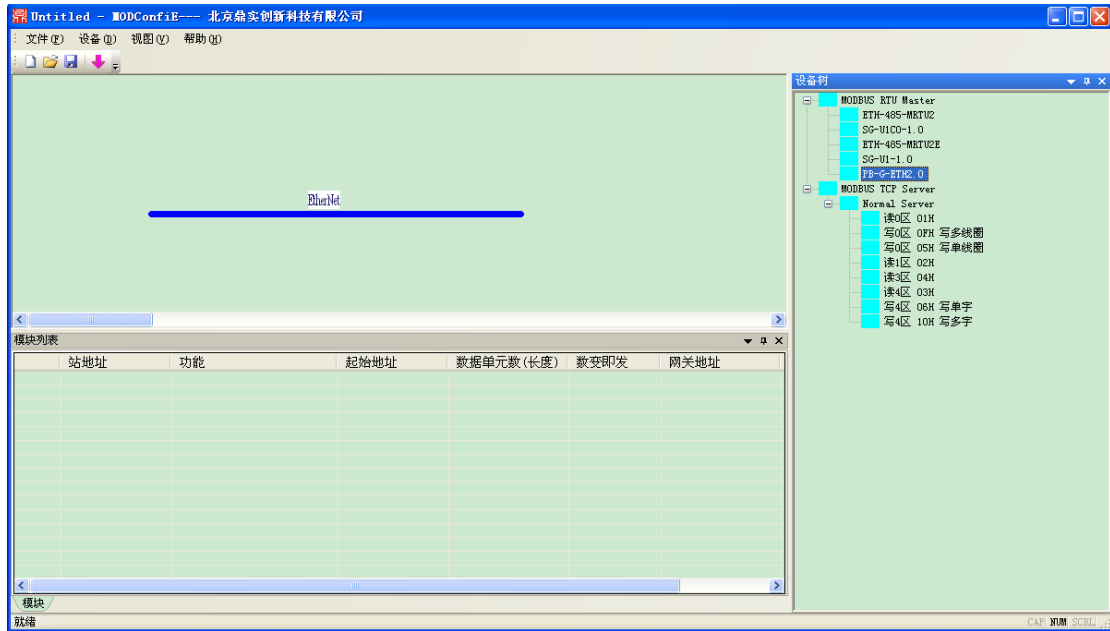 鼎 Untitled - MODConfiE--- 北京鼎实创新科技有限公司
文件(F) 设备(D) 视图(V) 帮助(H)
EtherNet
模块列表
站地址 功能 起始地址 数据单元数(长度) 数变即发 网关地址
模块
设备树
MODBUS RTU Master
ETH-485-MRTU2
SG-U1CO-1.0
ETH-485-MRTU2E
SG-U1-1.0
PB-G-ETH2.0
MODBUS TCP Server
Normal Server
读0区 01H
写0区 0FH 写多线圈
写0区 05H 写单线圈
读1区 02H
读3区 04H
读4区 03H
写4区 06H 写单字
写4区 10H 写多字
就绪
CAP NUM SCRL